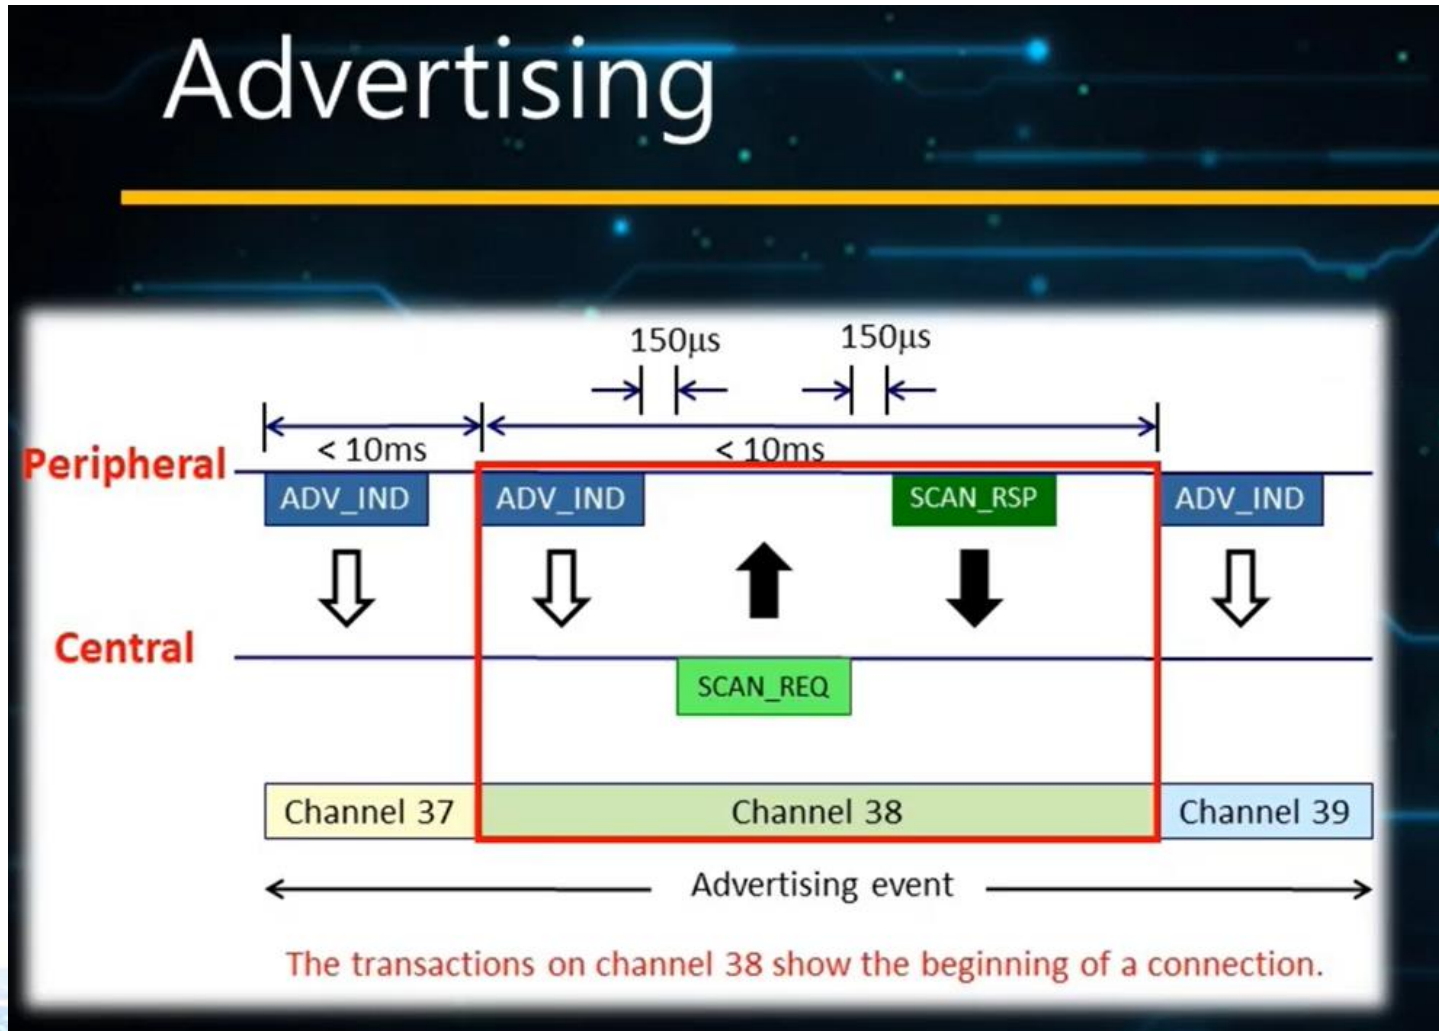 Advertising
150μs 150μs
< 10ms < 10ms
Peripheral
ADV_IND ADV_IND SCAN_RSP ADV_IND
Central
SCAN_REQ
Channel 37 Channel 38 Channel 39
Advertising event
The transactions on channel 38 show the beginning of a connection.